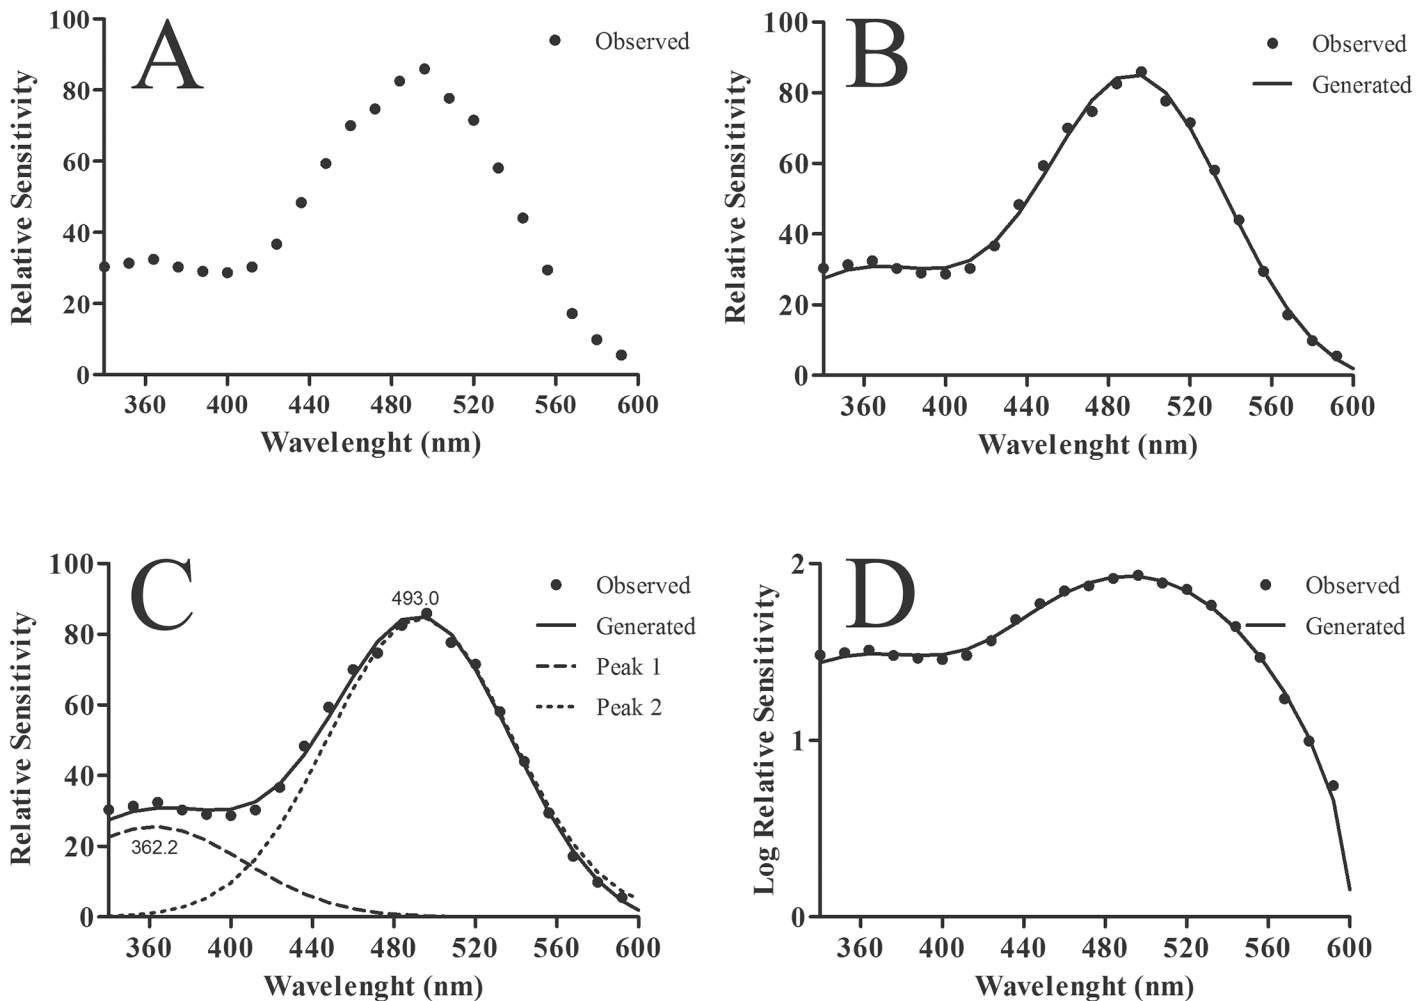 A
Observed
100
80
60
40
20
0
Relative Sensitivity
360 400 440 480 520 560 600
Wavelenght (nm)
B
Observed
Generated
100
80
60
40
20
0
Relative Sensitivity
360 400 440 480 520 560 600
Wavelenght (nm)
C
493.0
362.2
Observed
Generated
Peak 1
Peak 2
100
80
60
40
20
0
Relative Sensitivity
360 400 440 480 520 560 600
Wavelenght (nm)
D
Observed
Generated
2
1
0
Log Relative Sensitivity
360 400 440 480 520 560 600
Wavelenght (nm)